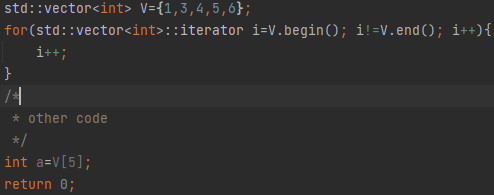 std::vector<int> V={1,3,4,5,6};
for(std::vector<int>::iterator i=V.begin(); i!=V.end(); i++){
    i++;
}
/*
 * other code
 */
int a=V[5];
return 0;